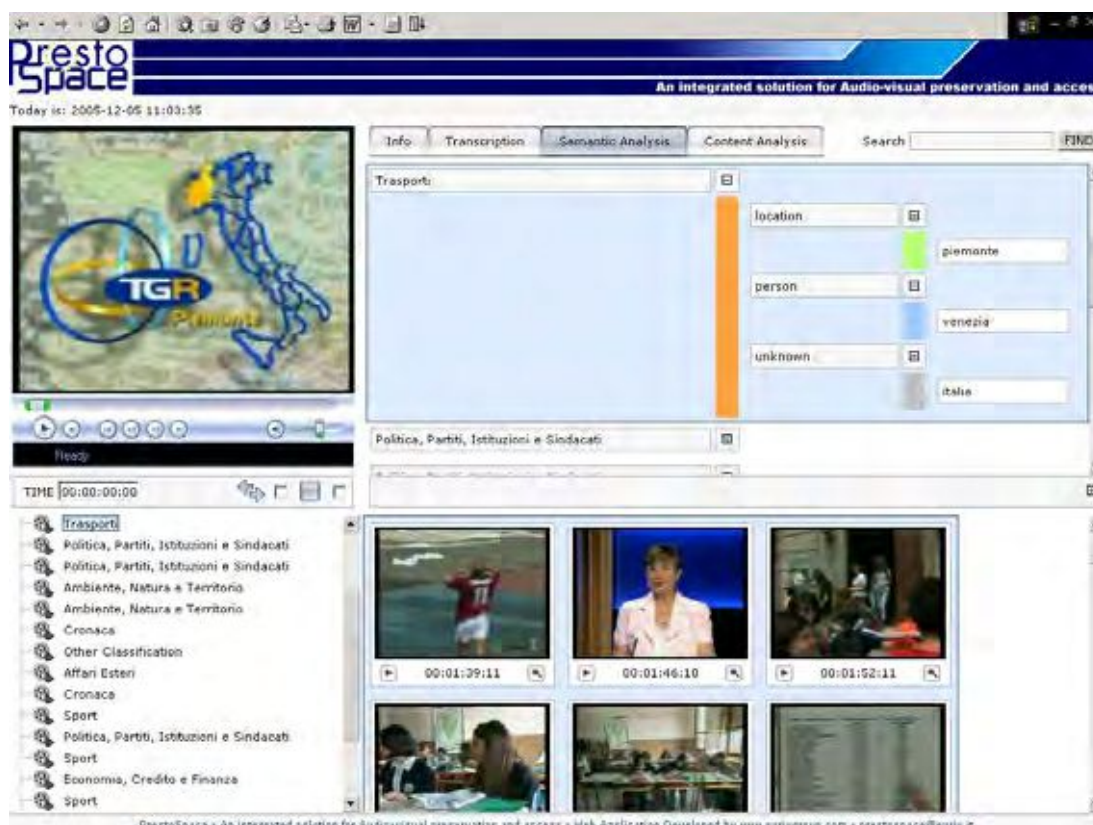 Presto
Space
An integrated solution for Audio-visual preservation and acces
Today is: 2005-12-05 11:03:35
Info
Transcription
Semantic Analysis
Content Analysis
Search
FIND
Trasporti
location
piemonte
person
venezia
unknown
italia
TGR
Piemonte
Politica, Partiti, Istituzioni e Sindacati
Ready
TIME 00:00:00:00
Trasporti
Politica, Partiti, Istituzioni e Sindacati
Politica, Partiti, Istituzioni e Sindacati
Ambiente, Natura e Territorio
Ambiente, Natura e Territorio
Cronaca
Other Classification
Affari Esteri
Cronaca
Sport
Politica, Partiti, Istituzioni e Sindacati
Sport
Economia, Credito e Finanza
Sport
11
00:01:39:11
00:01:46:10
00:01:52:11